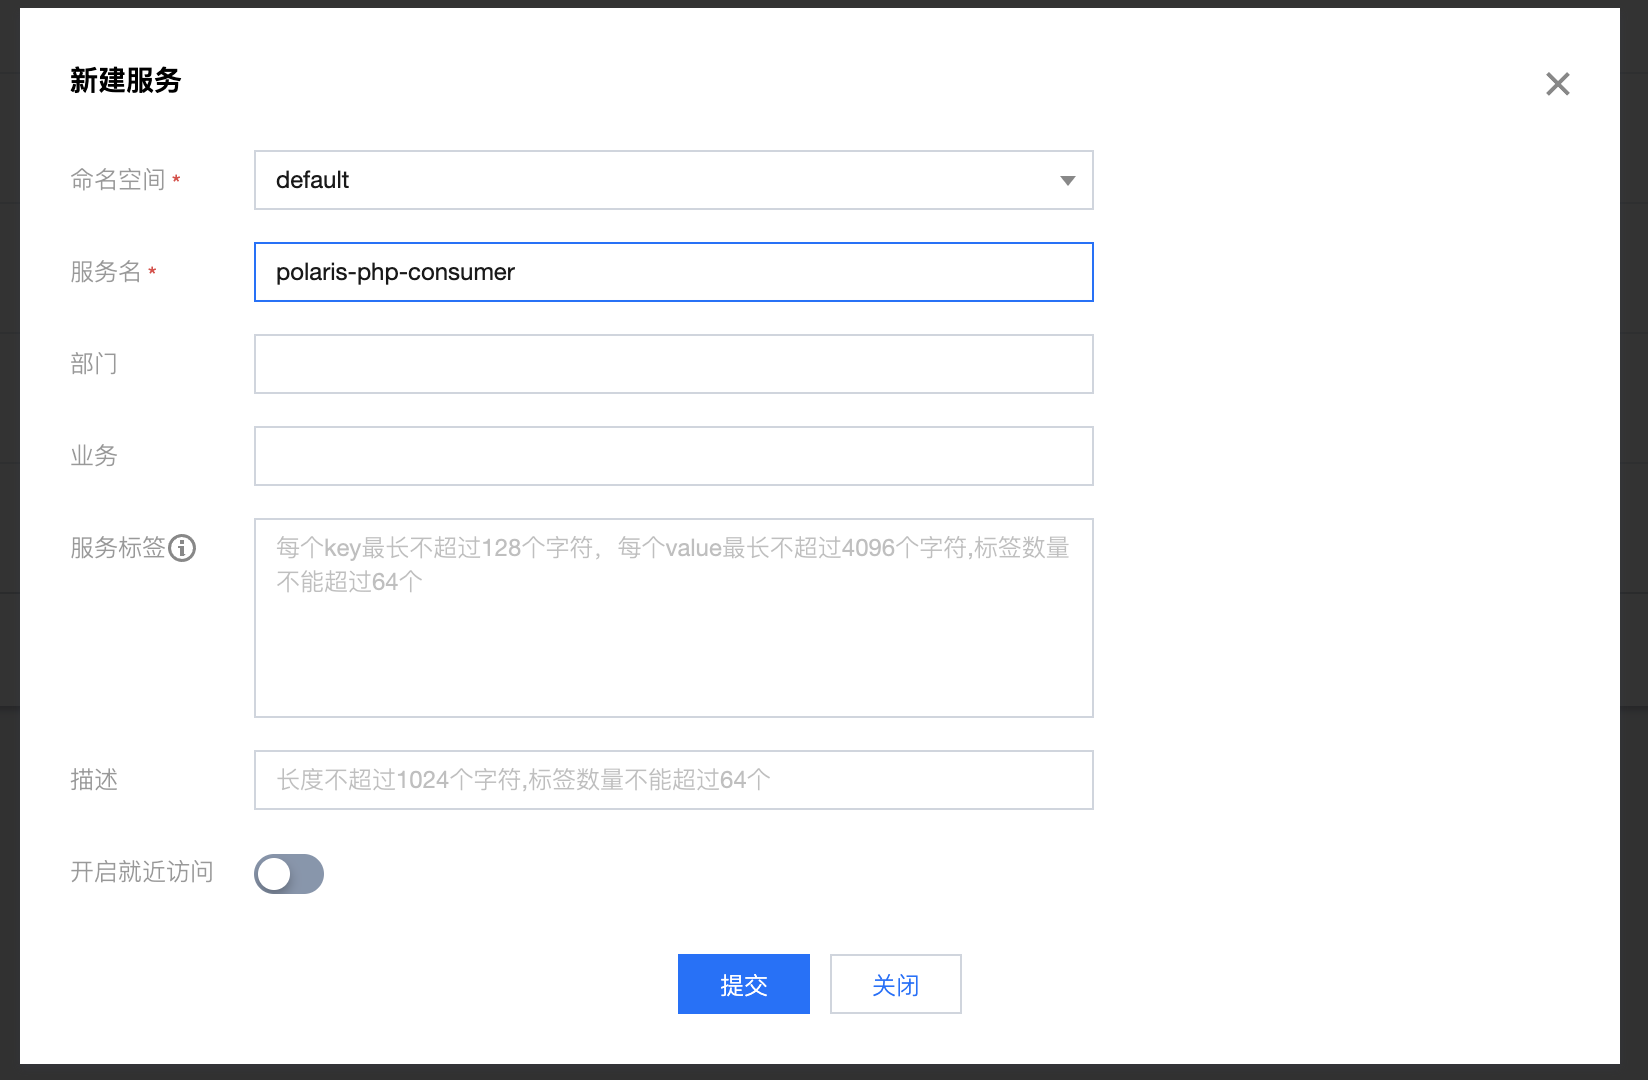 新建服务
命名空间 *
default
服务名 *
polaris-php-consumer
部门
业务
服务标签
每个key最长不超过128个字符，每个value最长不超过4096个字符,标签数量
不能超过64个
描述
长度不超过1024个字符,标签数量不能超过64个
开启就近访问
提交
关闭